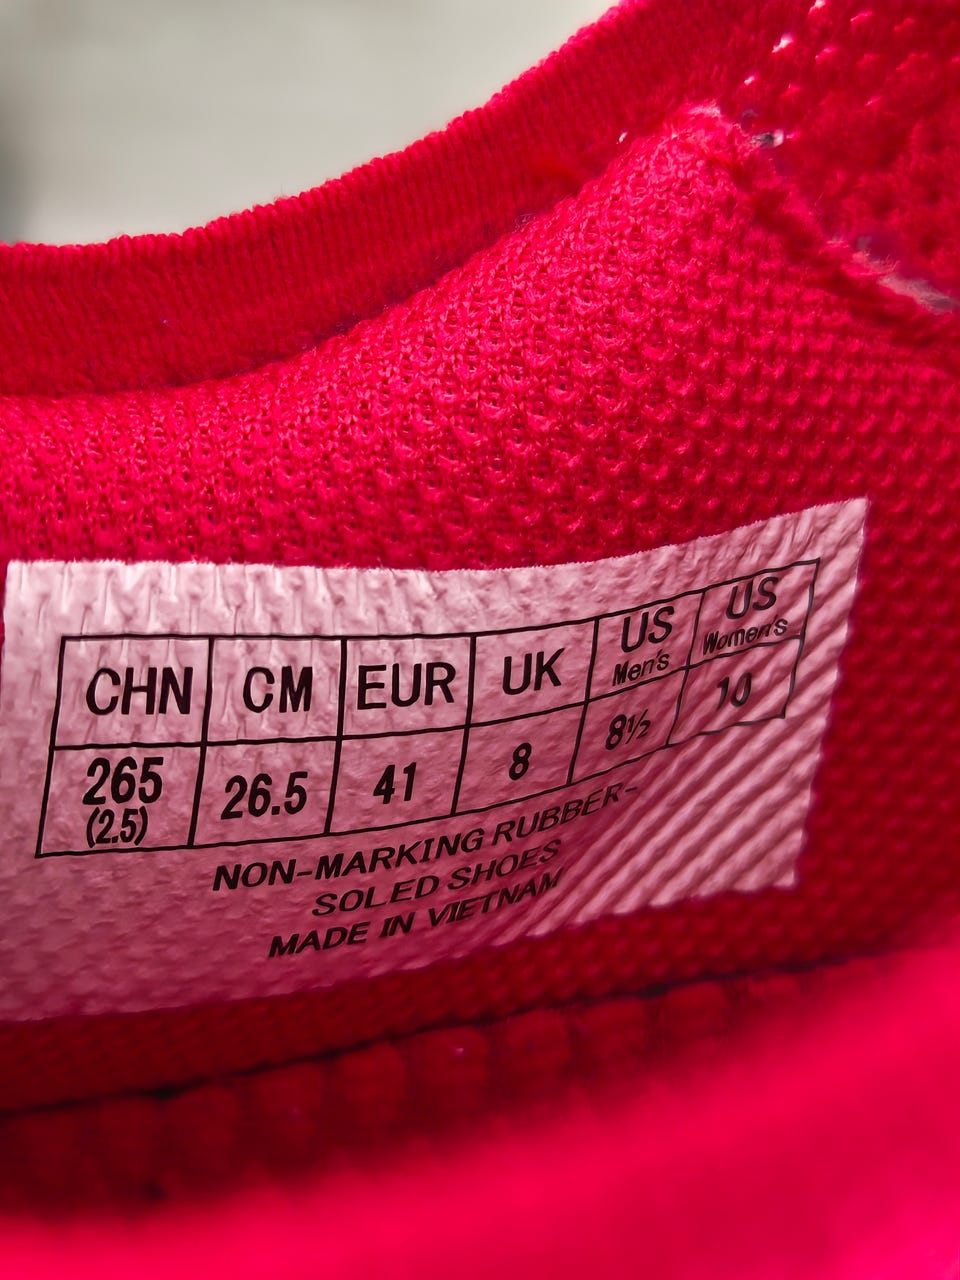 CHN CM EUR UK US Men's US Women's
265 (2.5) 26.5 41 8 8½ 10
NON-MARKING RUBBER-
SOLED SHOES
MADE IN VIETNAM